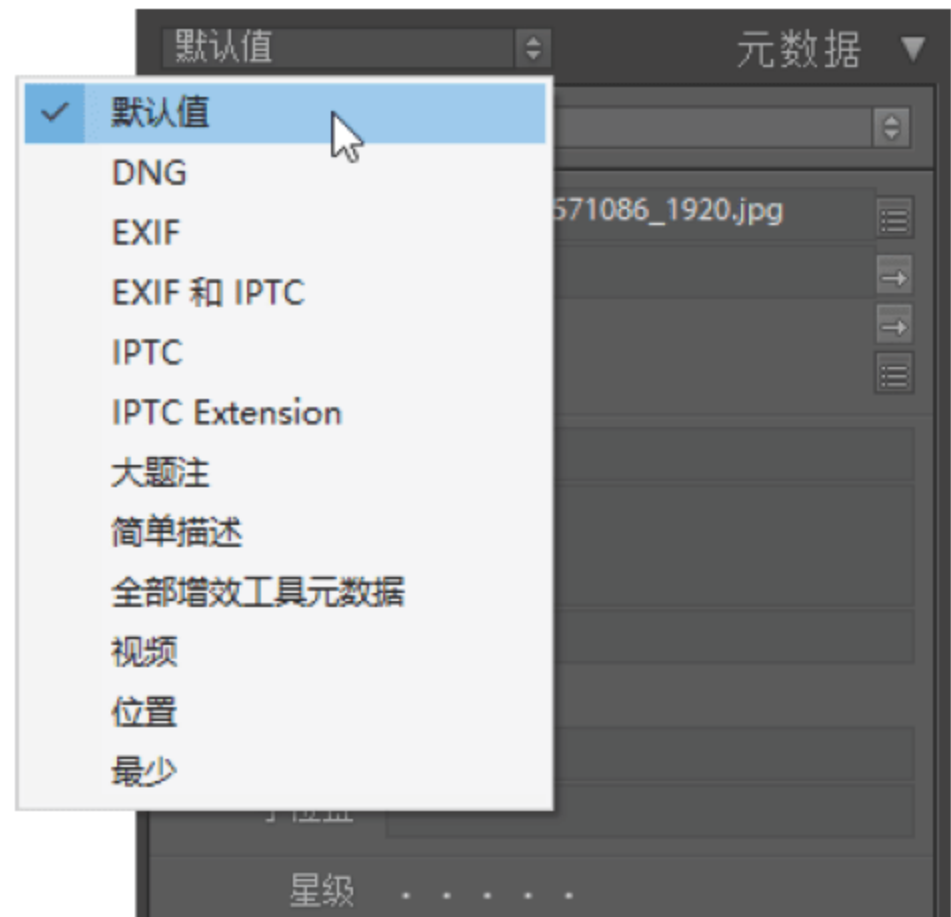 默认值
元数据
默认值
DNG
571086_1920.jpg
EXIF
EXIF 和 IPTC
IPTC
IPTC Extension
大题注
简单描述
全部增效工具元数据
视频
位置
最少
星级